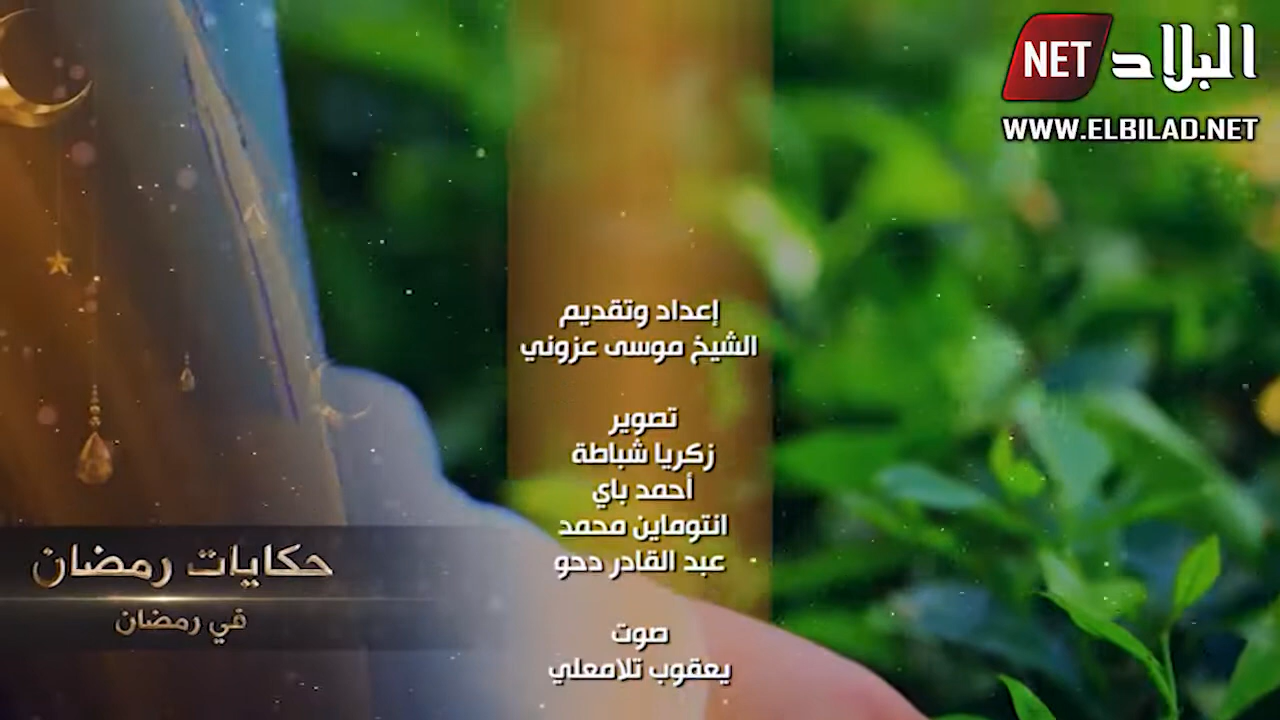 البلاد NET
WWW.ELBILAD.NET
إعداد وتقديم
الشيخ موسى عزوني
تصوير
زكريا شباطة
أحمد باي
انتوماين محمد
عبد القادر دحو
صوت
يعقوب تلامعلي
حكايات رمضان
في رمضان